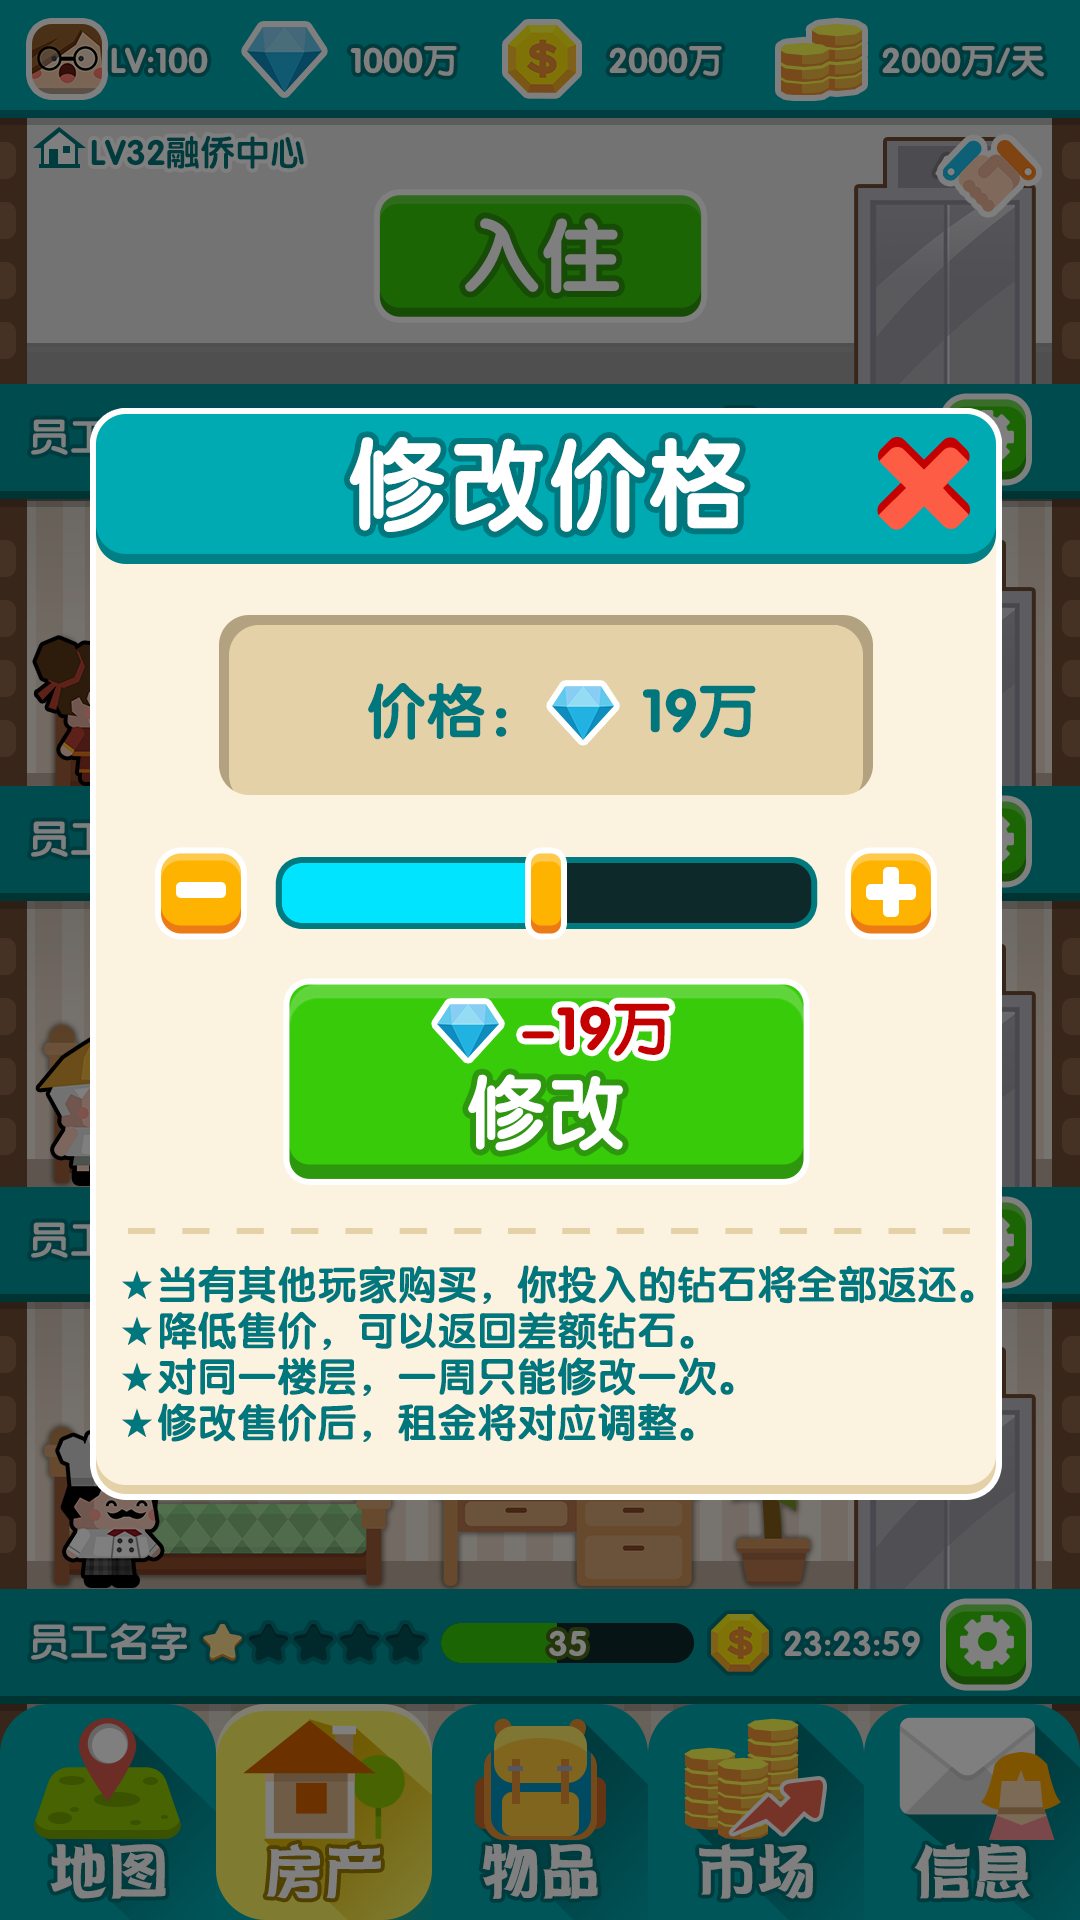 LV:100 1000万 2000万 2000万/天
LV32融侨中心
入住
员工
修改价格
价格： 19万
员工
-19万
修改
员工
★当有其他玩家购买，你投入的钻石将全部返还。
★降低售价，可以返回差额钻石。
★对同一楼层，一周只能修改一次。
★修改售价后，租金将对应调整。
员工名字 35 23:23:59
地图 房产 物品 市场 信息